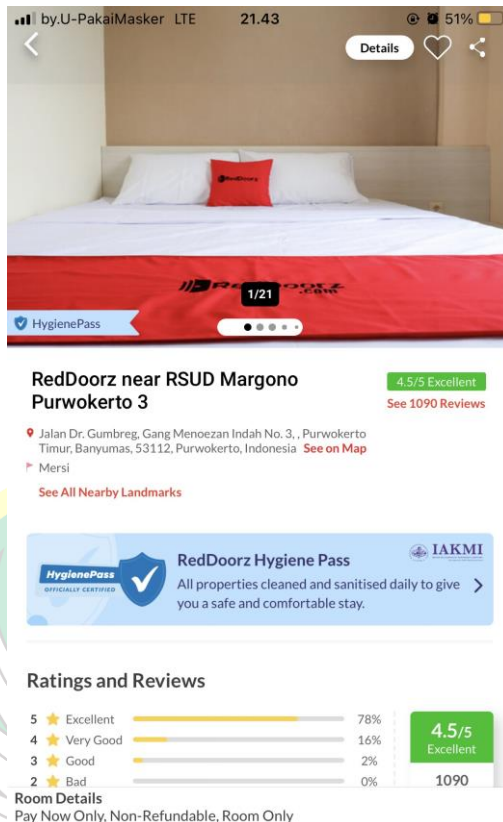 by.U-PakaiMasker LTE 21.43 51%
Details
RedDoorz
RedDoorz
.com
1/21
HygienePass
RedDoorz near RSUD Margono
Purwokerto 3
4.5/5 Excellent
See 1090 Reviews
Jalan Dr. Gumbreg, Gang Menoezan Indah No. 3, , Purwokerto
Timur, Banyumas, 53112, Purwokerto, Indonesia See on Map
Mersi
See All Nearby Landmarks
HygienePass
OFFICIALLY CERTIFIED
RedDoorz Hygiene Pass
IAKMI
All properties cleaned and sanitised daily to give
you a safe and comfortable stay.
Ratings and Reviews
5 Excellent 78%
4 Very Good 16%
3 Good 2%
2 Bad 0%
4.5/5
Excellent
1090
Room Details
Pay Now Only, Non-Refundable, Room Only